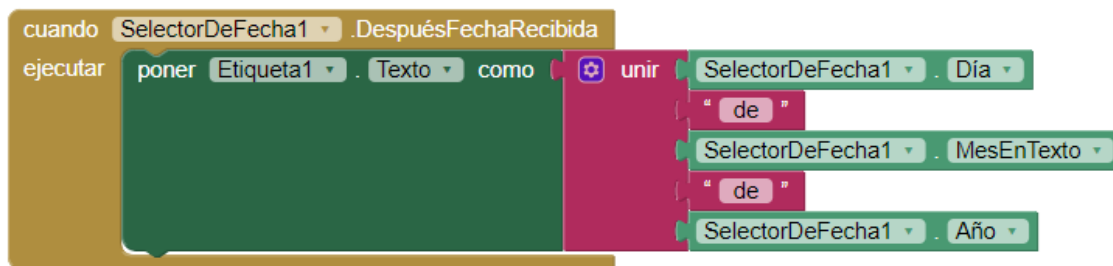 cuando SelectorDeFecha1 .DespuésFechaRecibida
ejecutar poner Etiqueta1 . Texto como unir SelectorDeFecha1 . Día
“ de ”
SelectorDeFecha1 . MesEnTexto
“ de ”
SelectorDeFecha1 . Año